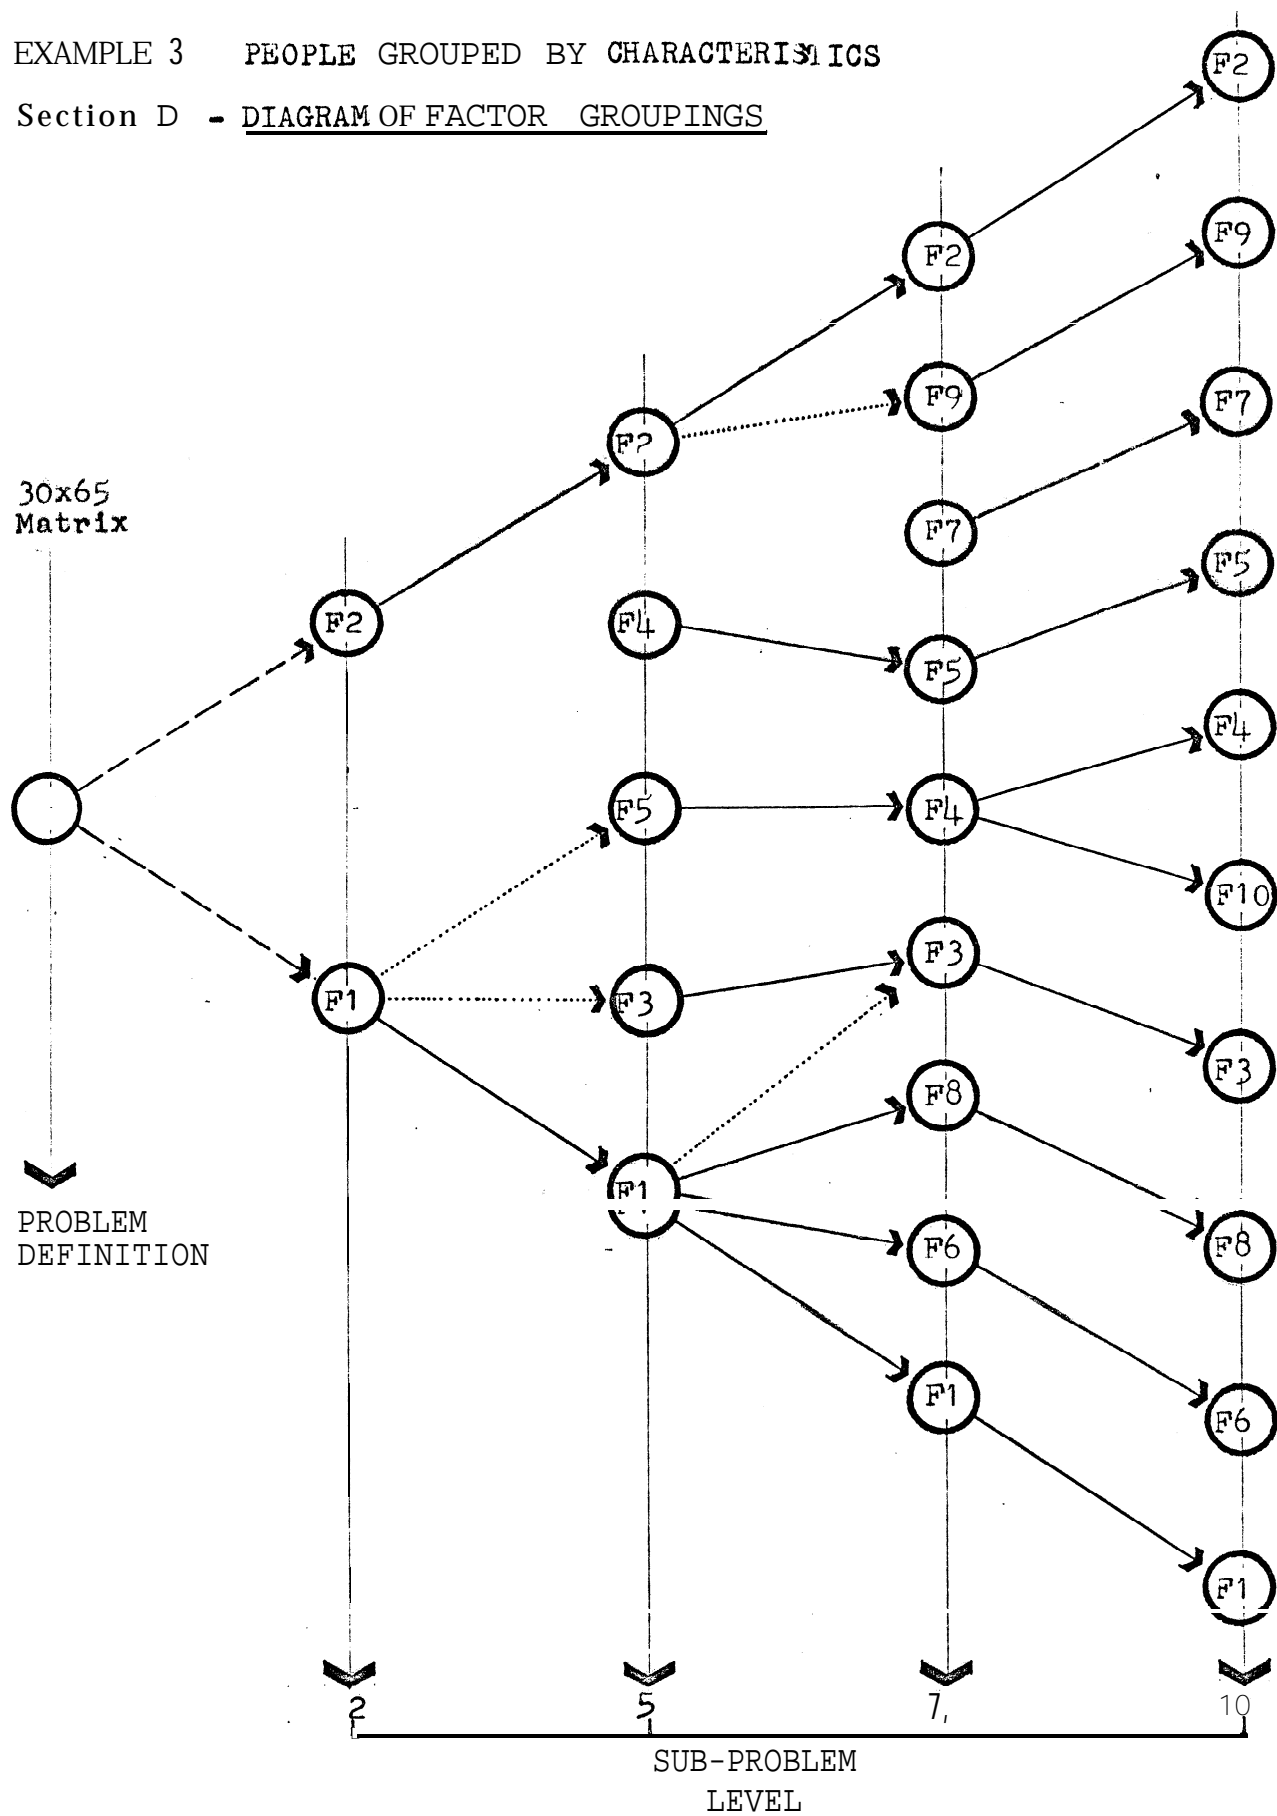 EXAMPLE 3 PEOPLE GROUPED BY CHARACTERISTICS
Section D - DIAGRAM OF FACTOR GROUPINGS
30x65
Matrix
PROBLEM
DEFINITION
F2
F1
F2
F4
F5
F3
F1
F2
F9
F7
F5
F4
F3
F8
F6
F1
F2
F9
F7
F5
F4
F10
F3
F8
F6
F1
2 5 7, 10
SUB-PROBLEM
LEVEL